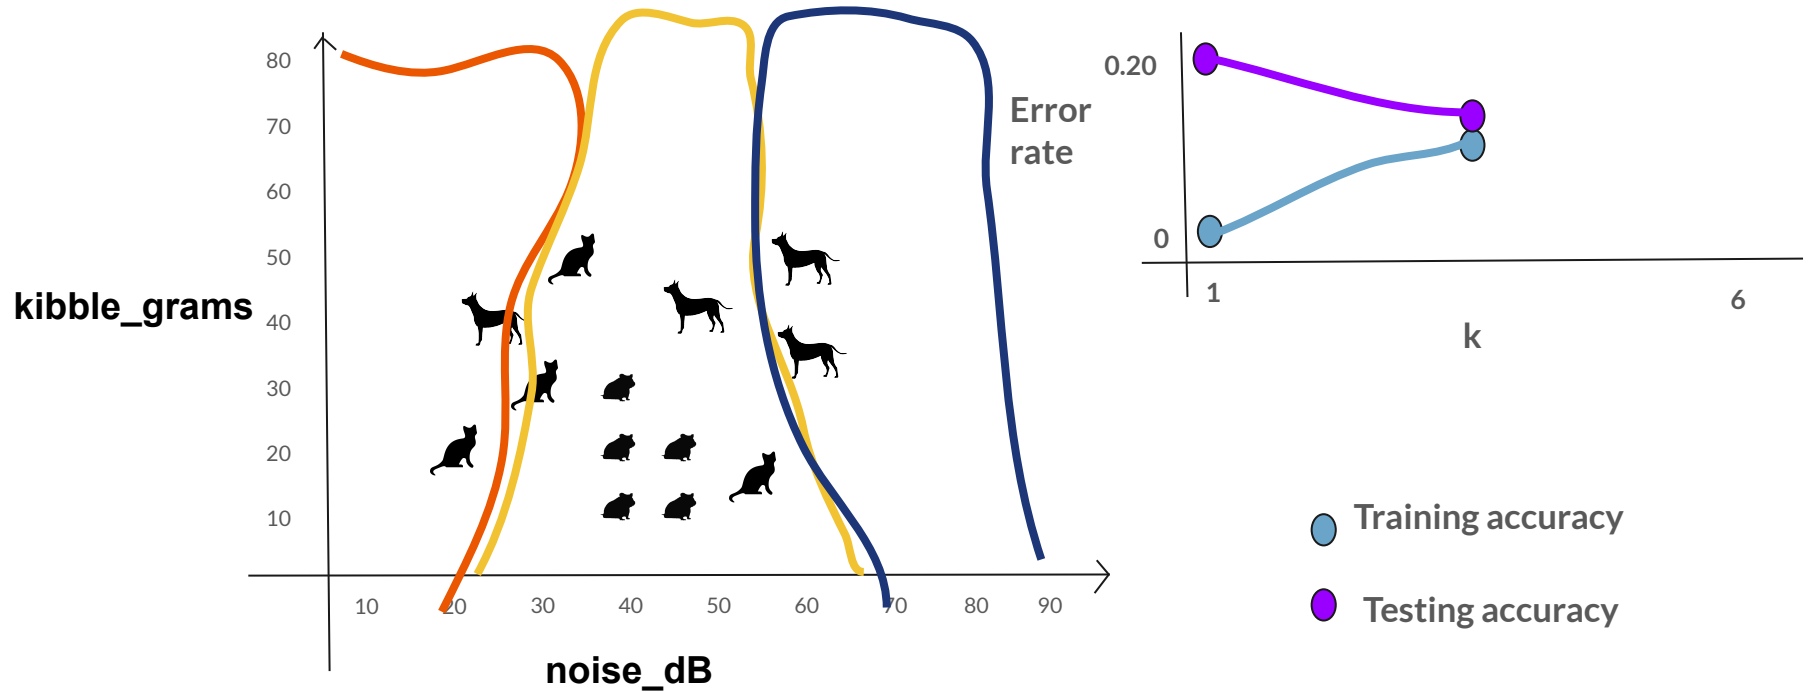 80
70
60
50
40
30
20
10
kibble_grams
10 20 30 40 50 60 70 80 90
noise_dB
Error
rate
0.20
0
1 6
k
Training accuracy
Testing accuracy